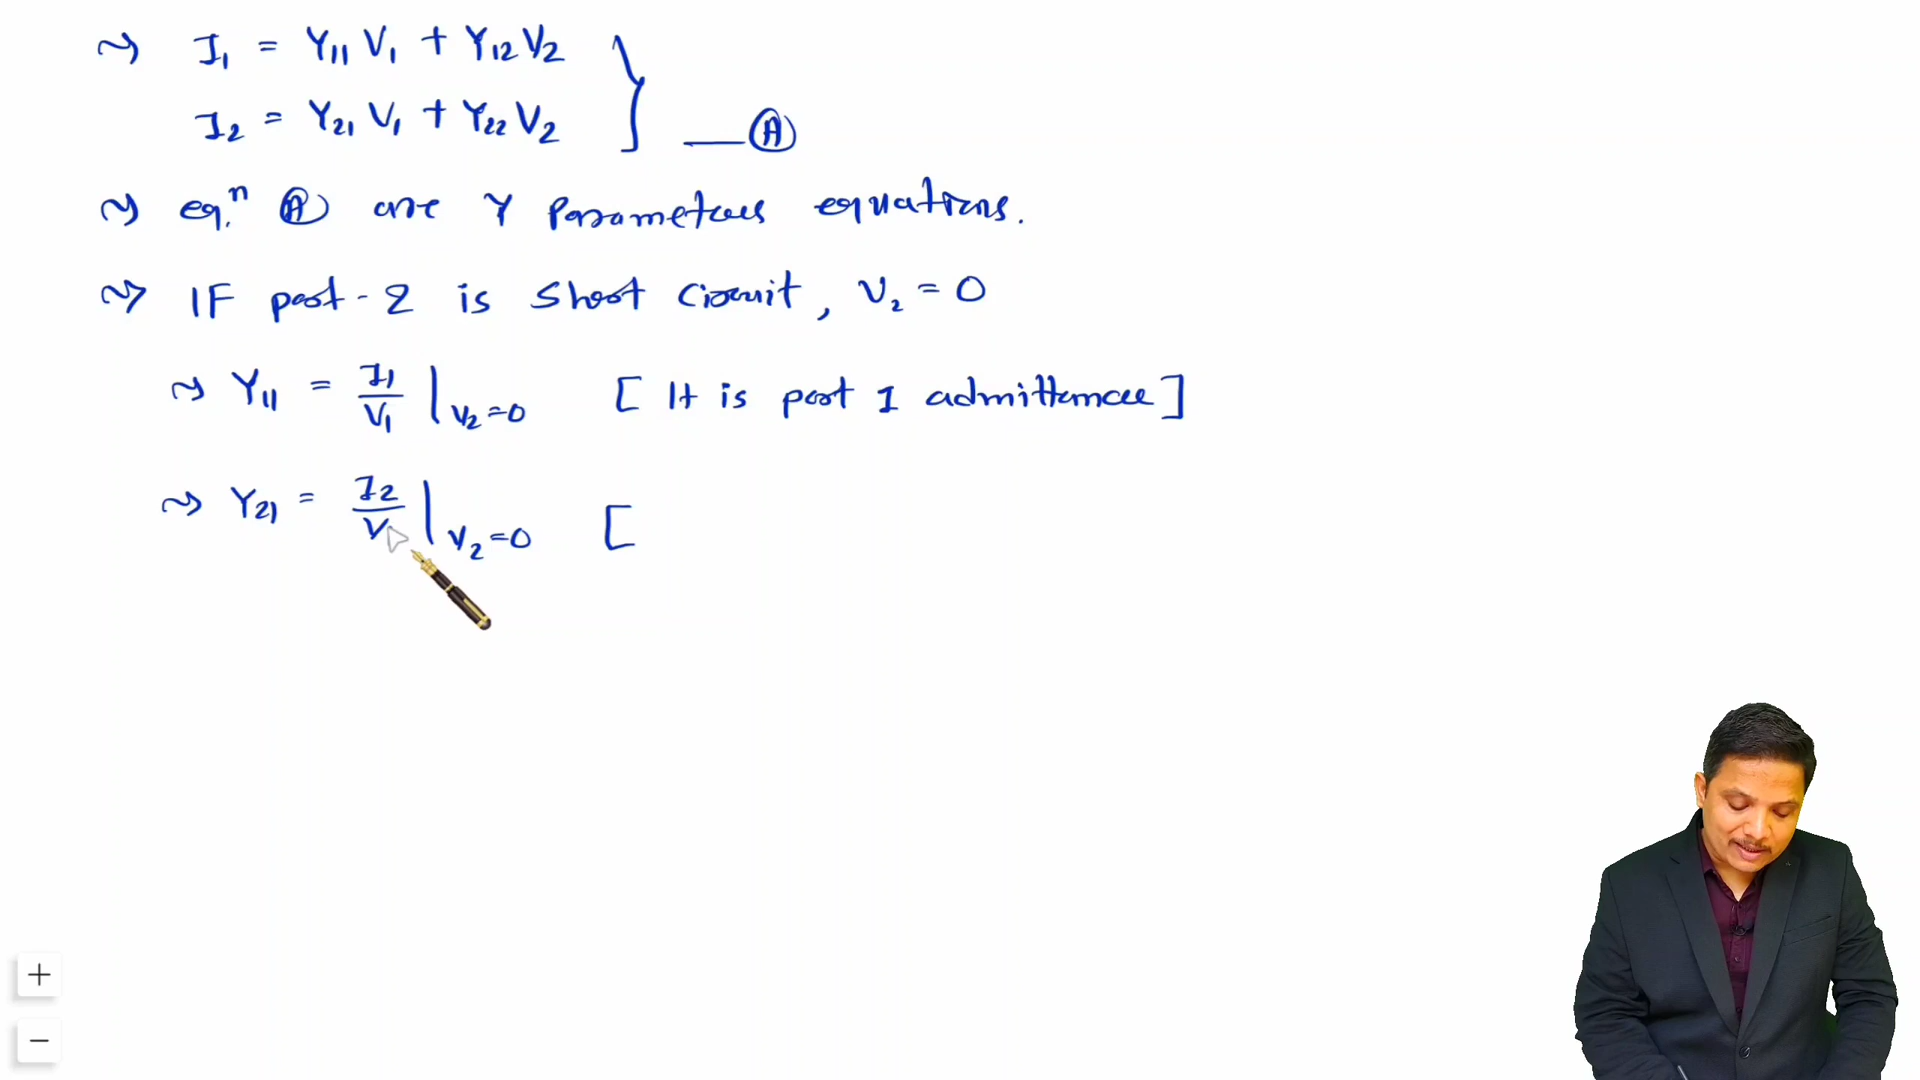 ⇝ I₁ = Y₁₁ V₁ + Y₁₂ V₂
I₂ = Y₂₁ V₁ + Y₂₂ V₂ } —Ⓐ
⇝ eq.ⁿ Ⓐ are Y Parameters equations.
⇝ IF port-2 is Short Circuit, V₂ = 0
⇝ Y₁₁ = I₁/V₁ |V₂=0 [ It is port 1 admittance ]
⇝ Y₂₁ = I₂/V |V₂=0 [
+
−